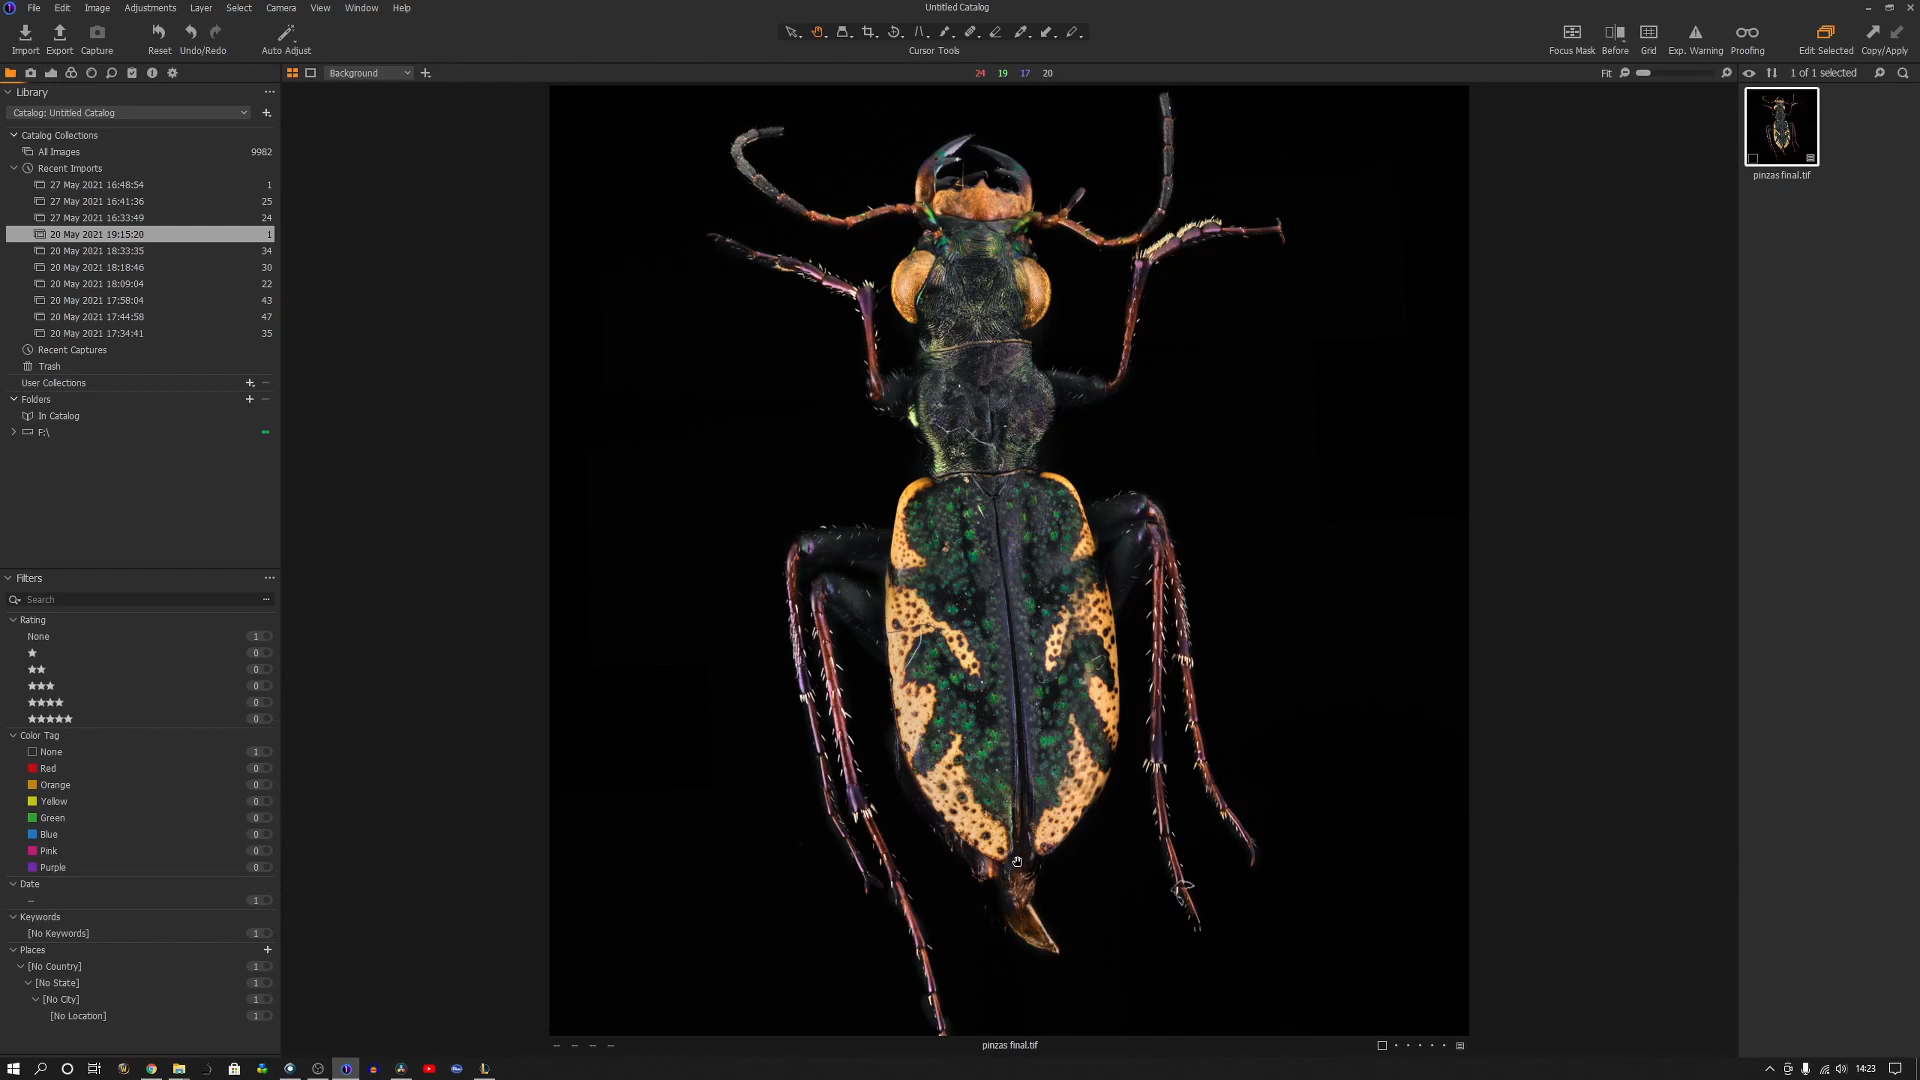 File Edit Image Adjustments Layer Select Camera View Window Help
Untitled Catalog
Import Export Capture Reset Undo/Redo Auto Adjust
Cursor Tools
Focus Mask Before Grid Exp. Warning Proofing Edit Selected Copy/Apply
Background
24 19 17 20
Fit
1 of 1 selected
Library
Catalog: Untitled Catalog
Catalog Collections
All Images 9982
Recent Imports
27 May 2021 16:48:54 1
27 May 2021 16:41:36 25
27 May 2021 16:33:49 24
20 May 2021 19:15:20 1
20 May 2021 18:33:35 34
20 May 2021 18:18:46 30
20 May 2021 18:09:04 22
20 May 2021 17:58:04 43
20 May 2021 17:44:58 47
20 May 2021 17:34:41 35
Recent Captures
Trash
User Collections
Folders
In Catalog
F:\
pinzas final.tif
Filters
Search
Rating
None 1
0
0
0
0
0
Color Tag
None 1
Red 0
Orange 0
Yellow 0
Green 0
Blue 0
Pink 0
Purple 0
Date
-- 1
Keywords
[No Keywords] 1
Places
[No Country] 1
[No State] 1
[No City] 1
[No Location] 1
-- -- -- --
pinzas final.tif
14:23